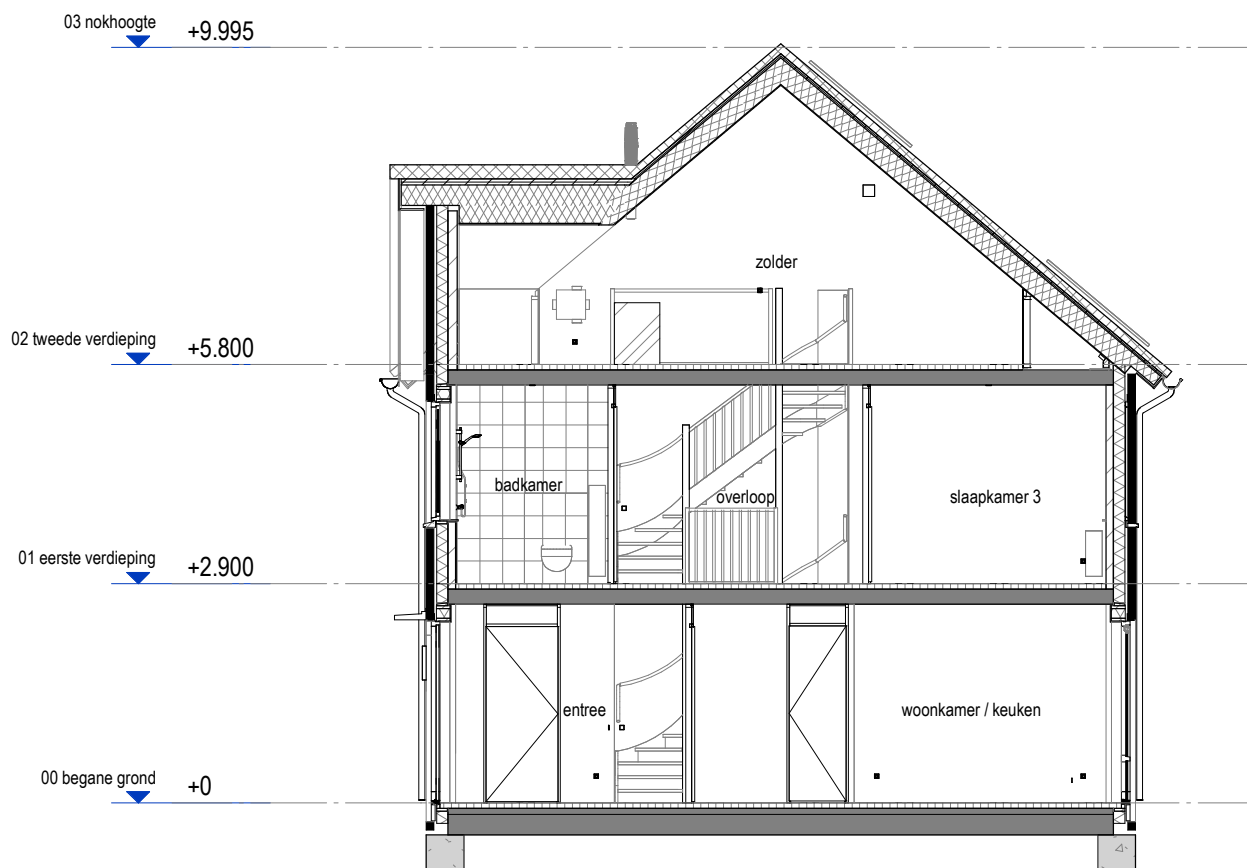 03 nokhoogte
+9.995
zolder
02 tweede verdieping
+5.800
badkamer
overloop
slaapkamer 3
01 eerste verdieping
+2.900
entree
woonkamer / keuken
00 begane grond
+0